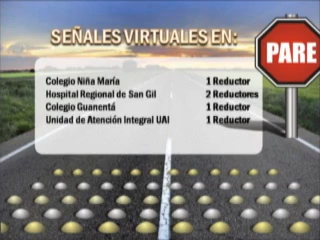 SEÑALES VIRTUALES EN:
PARE
Colegio Niña María 1 Reductor
Hospital Regional de San Gil 2 Reductores
Colegio Guanentá 1 Reductor
Unidad de Atención Integral UAI 1 Reductor